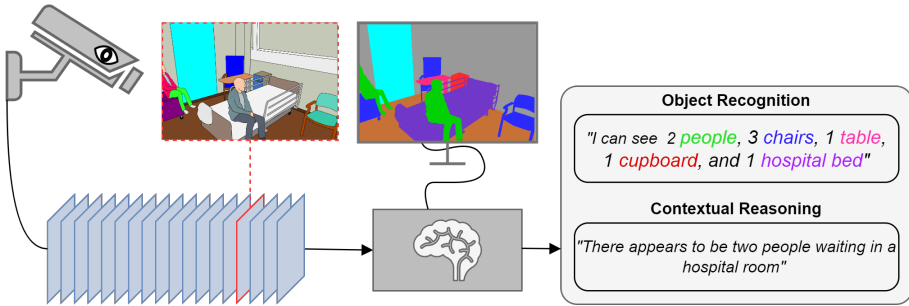 Object Recognition
"I can see 2 people, 3 chairs, 1 table,
1 cupboard, and 1 hospital bed"
Contextual Reasoning
"There appears to be two people waiting in a
hospital room"